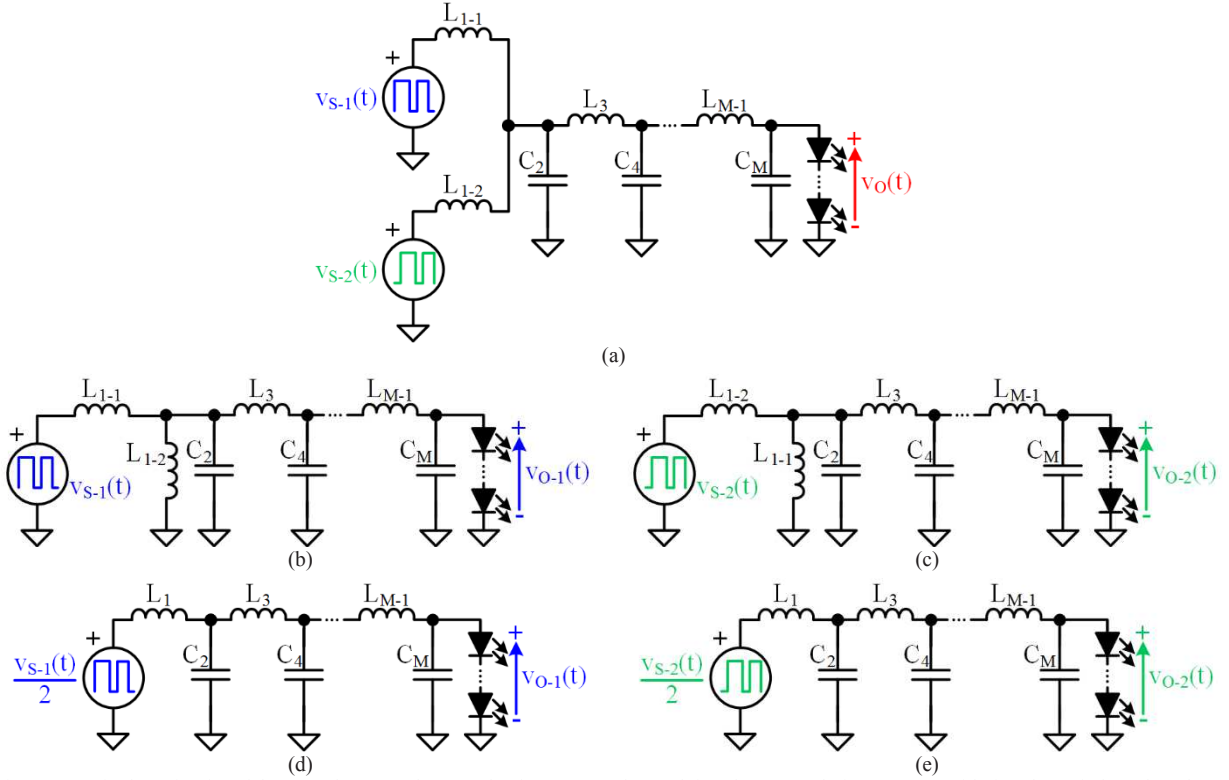 L1-1
+
vS-1(t)
L3
LM-1
C2
C4
CM
+
vO(t)
-
L1-2
+
vS-2(t)
(a)
L1-1
L3
LM-1
+
vS-1(t)
L1-2
C2
C4
CM
+
vO-1(t)
-
(b)
L1-2
L3
LM-1
+
vS-2(t)
L1-1
C2
C4
CM
+
vO-2(t)
-
(c)
L1
L3
LM-1
+
vS-1(t)
2
C2
C4
CM
+
vO-1(t)
-
(d)
L1
L3
LM-1
+
vS-2(t)
2
C2
C4
CM
+
vO-2(t)
-
(e)